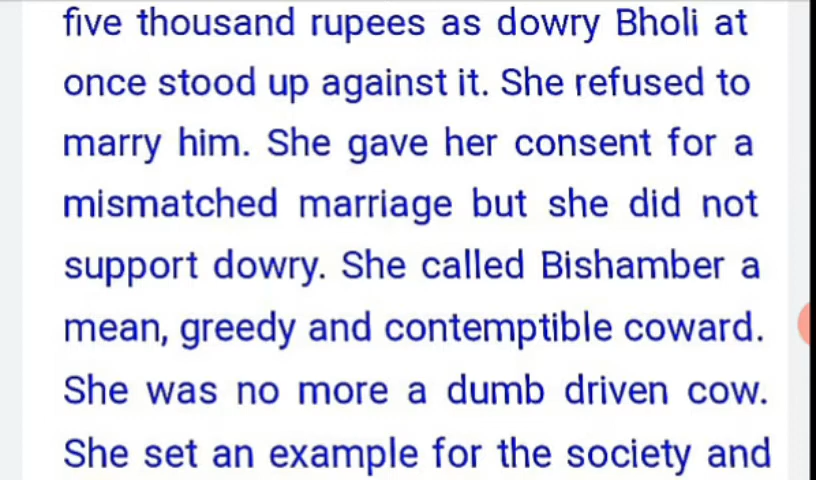 five thousand rupees as dowry Bholi at
once stood up against it. She refused to
marry him. She gave her consent for a
mismatched marriage but she did not
support dowry. She called Bishamber a
mean, greedy and contemptible coward.
She was no more a dumb driven cow.
She set an example for the society and